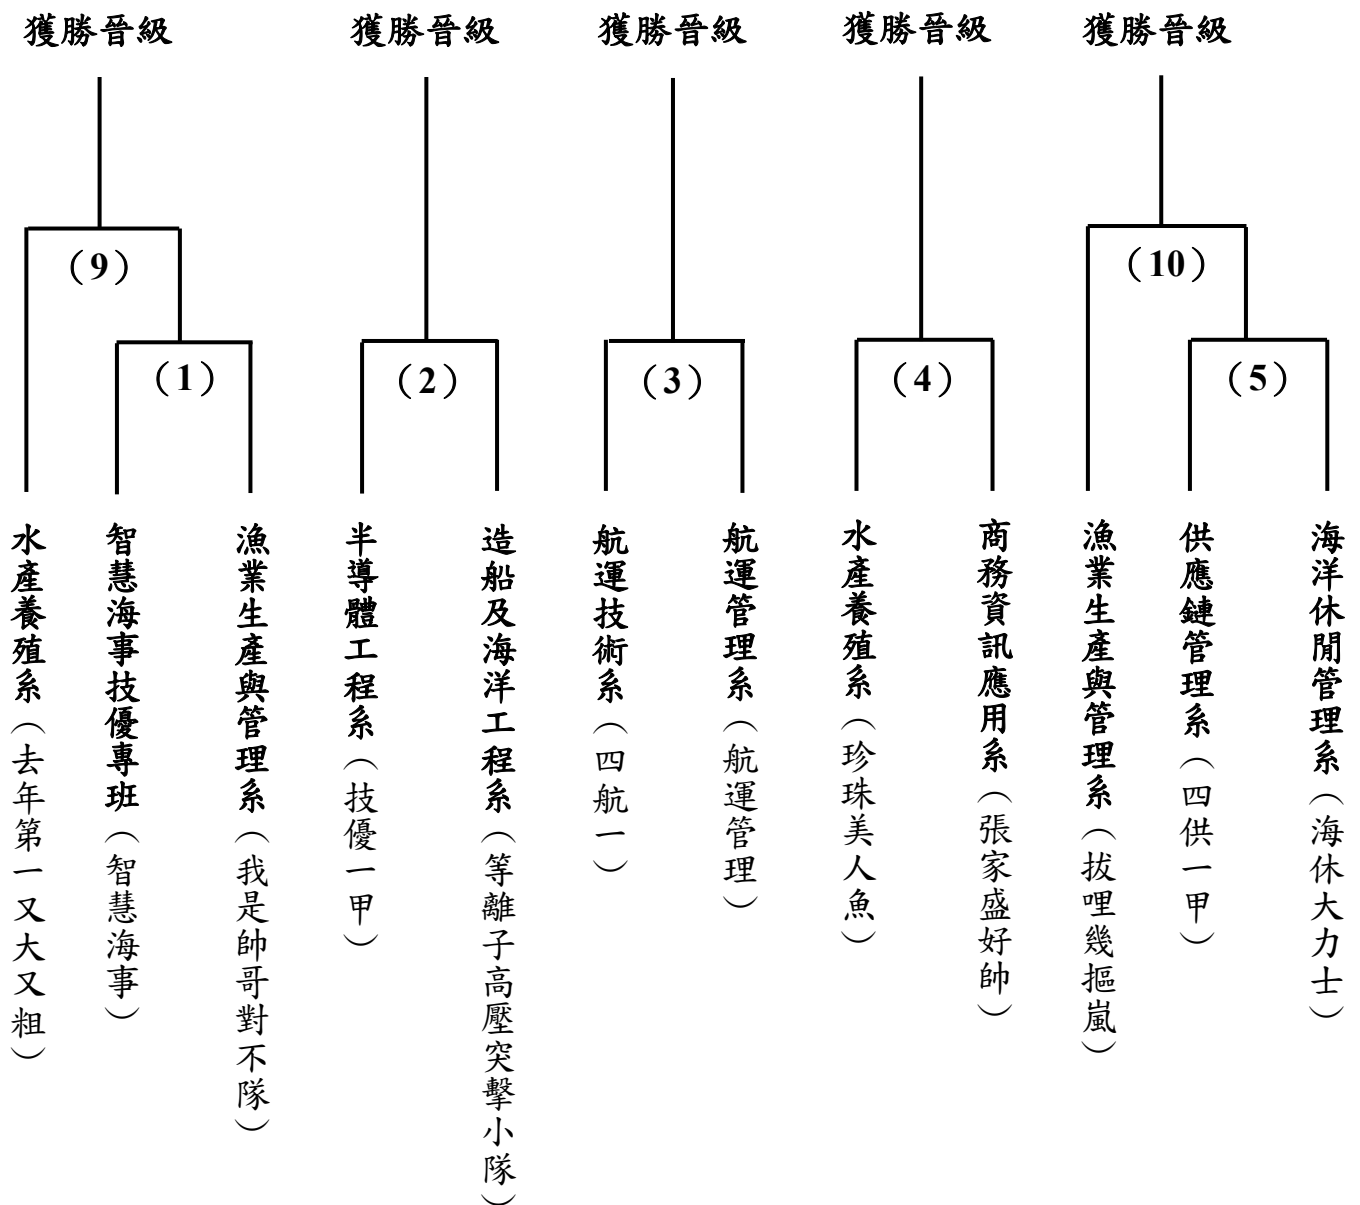 獲勝晉級
獲勝晉級
獲勝晉級
獲勝晉級
獲勝晉級
（9）
（10）
（1）
（2）
（3）
（4）
（5）
水產養殖系（去年第一又大又粗）
智慧海事技優專班（智慧海事）
漁業生產與管理系（我是帥哥對不隊）
半導體工程系（技優一甲）
造船及海洋工程系（等離子高壓突擊小隊）
航運技術系（四航一）
航運管理系（航運管理）
水產養殖系（珍珠美人魚）
商務資訊應用系（張家盛好帥）
漁業生產與管理系（拔哩幾摳嵐）
供應鏈管理系（四供一甲）
海洋休閒管理系（海休大力士）